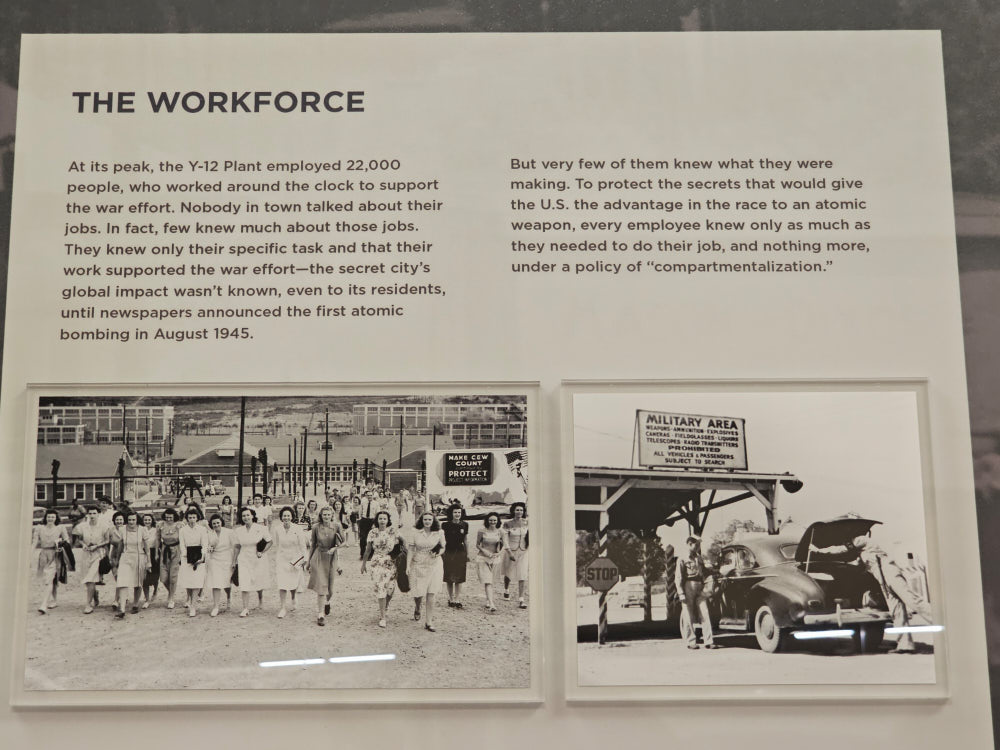 THE WORKFORCE
At its peak, the Y-12 Plant employed 22,000
people, who worked around the clock to support
the war effort. Nobody in town talked about their
jobs. In fact, few knew much about those jobs.
They knew only their specific task and that their
work supported the war effort—the secret city’s
global impact wasn’t known, even to its residents,
until newspapers announced the first atomic
bombing in August 1945.
But very few of them knew what they were
making. To protect the secrets that would give
the U.S. the advantage in the race to an atomic
weapon, every employee knew only as much as
they needed to do their job, and nothing more,
under a policy of “compartmentalization.”
MAKE CEW
COUNT
PROTECT
PROJECT INFORMATION
MILITARY AREA
WEAPONS · AMMUNITION · EXPLOSIVES
CAMERAS · FIELDGLASSES · LIQUORS
TELESCOPES · RADIO TRANSMITTERS
PROHIBITED
ALL VEHICLES & PASSENGERS
SUBJECT TO SEARCH
STOP